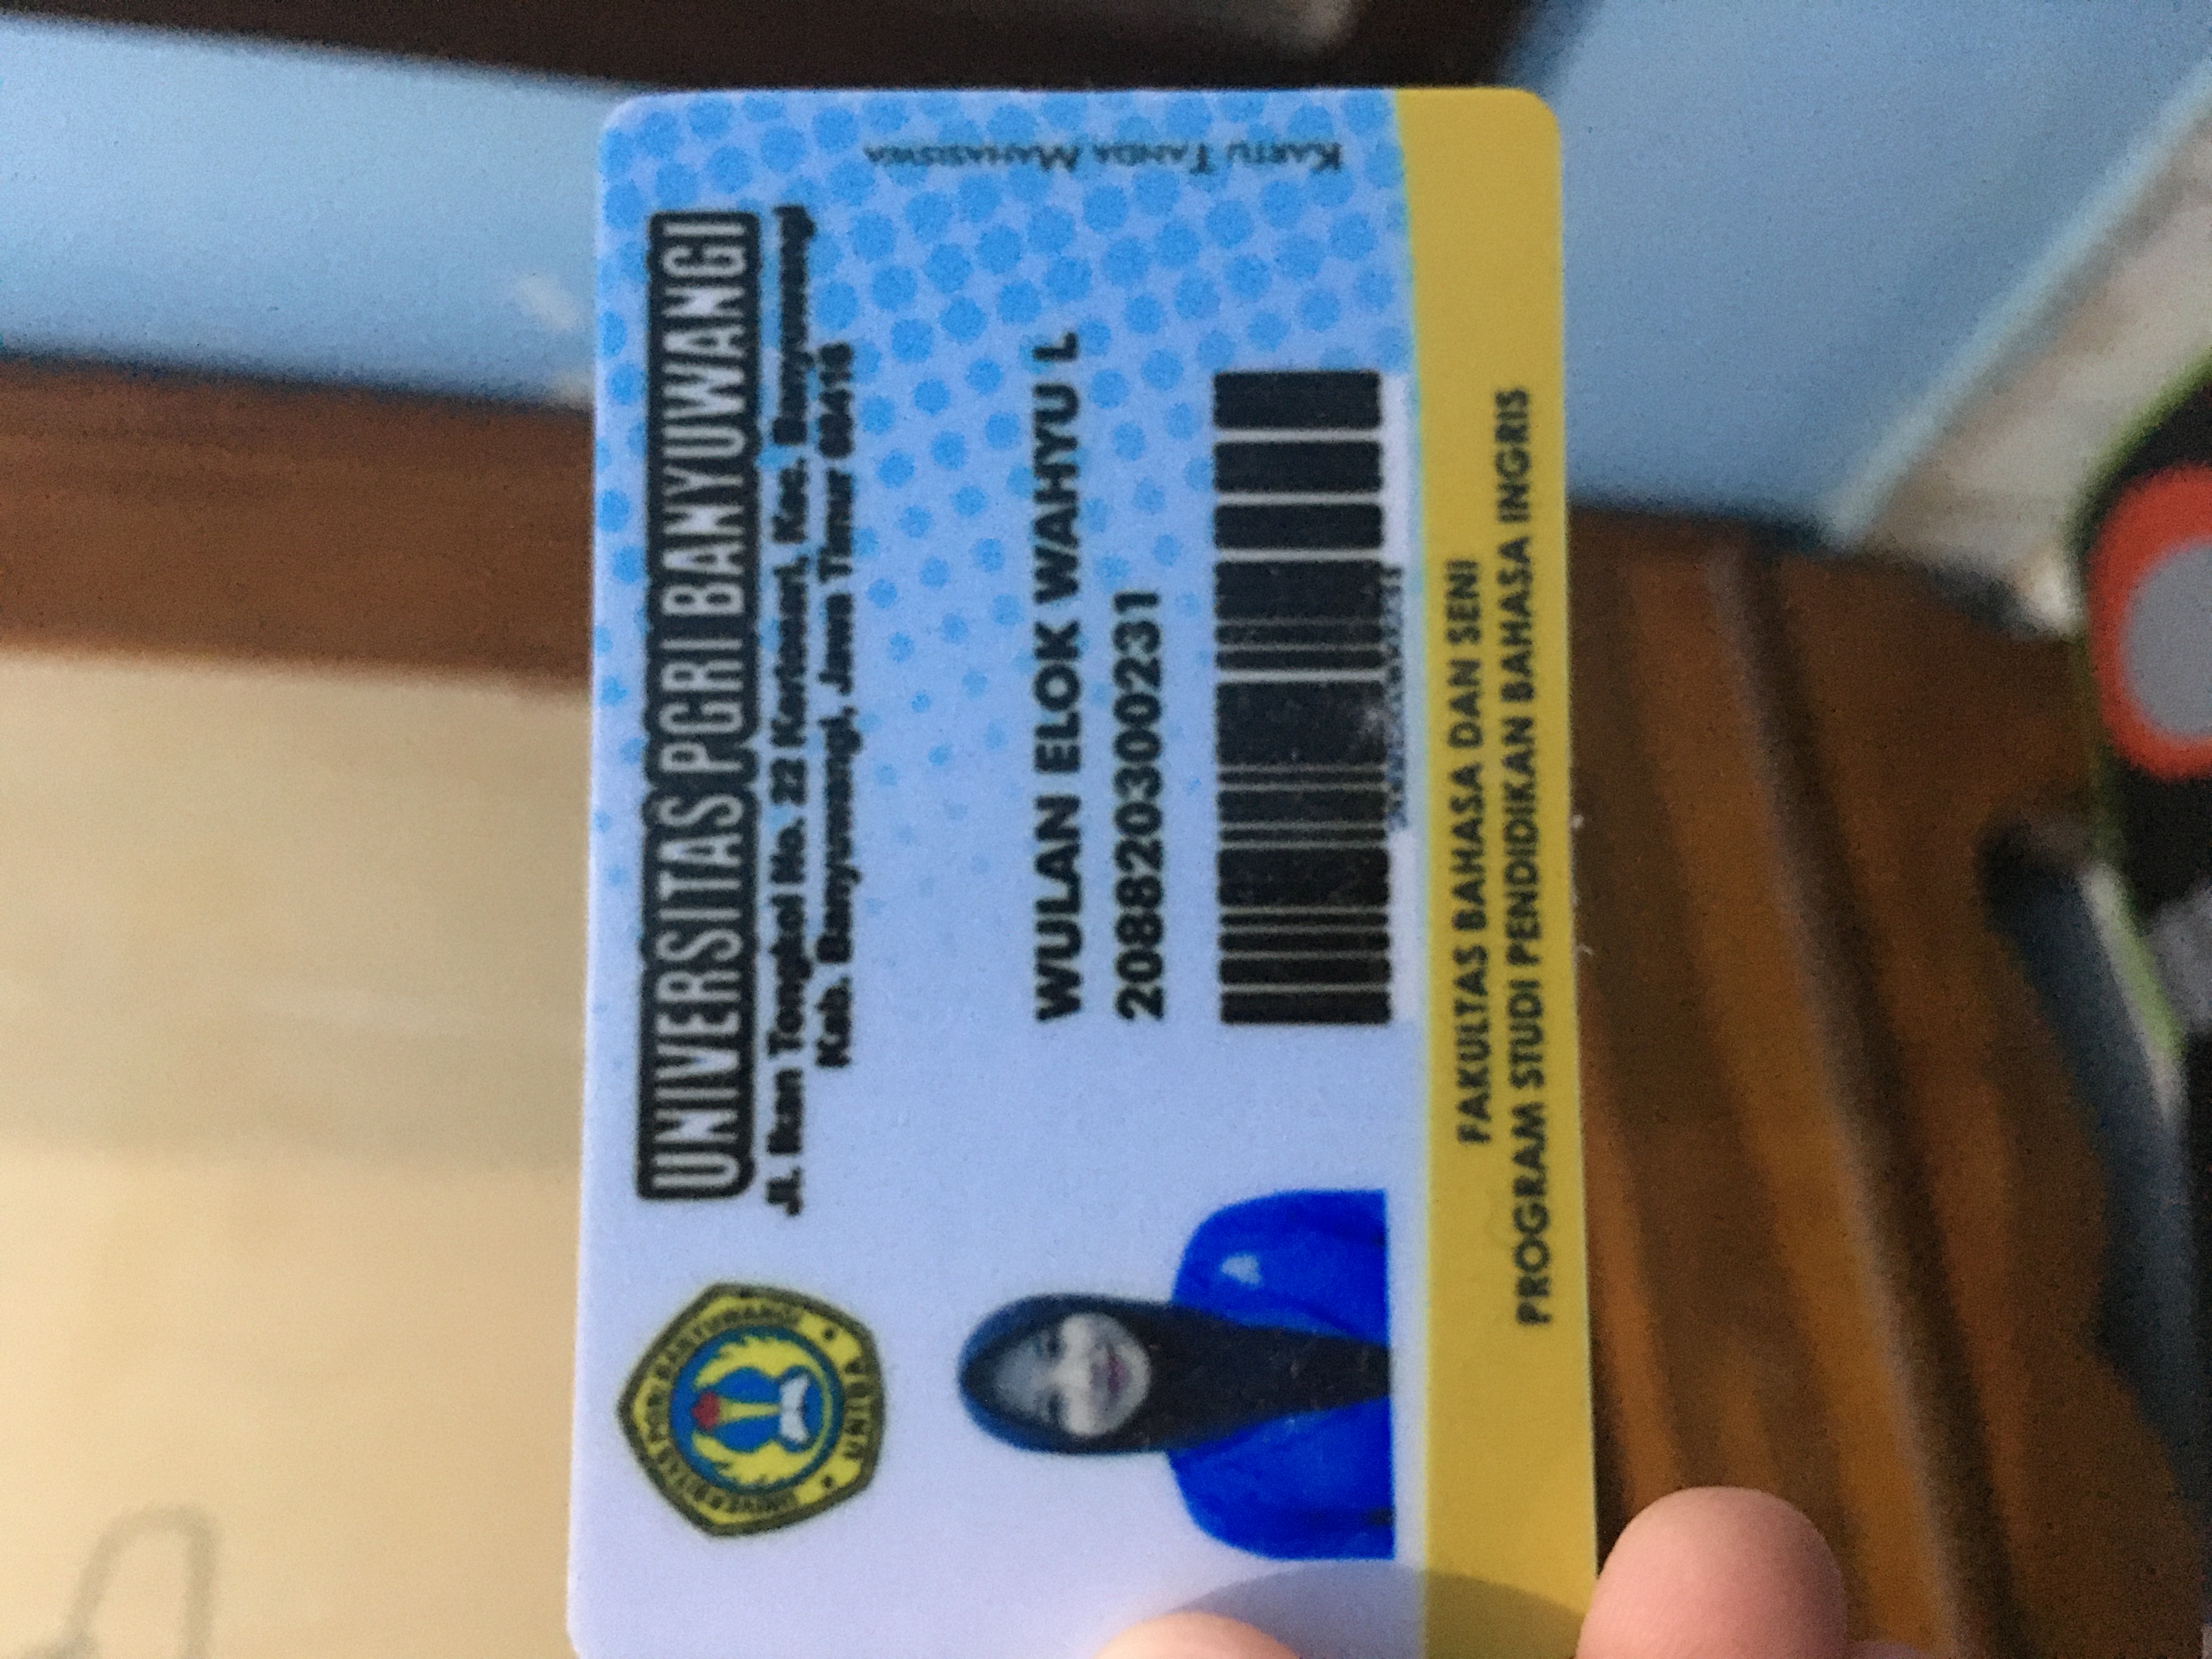 UNIVERSITAS PGRI BANYUWANGI
UNIBA
UNIVERSITAS PGRI BANYUWANGI
Jl. Ikan Tongkol No. 22 Kertosari, Kec. Banyuwangi
Kab. Banyuwangi, Jawa Timur 68416
WULAN ELOK WAHYU L
208820300231
KARTU TANDA MAHASISWA
FAKULTAS BAHASA DAN SENI
PROGRAM STUDI PENDIDIKAN BAHASA INGRIS